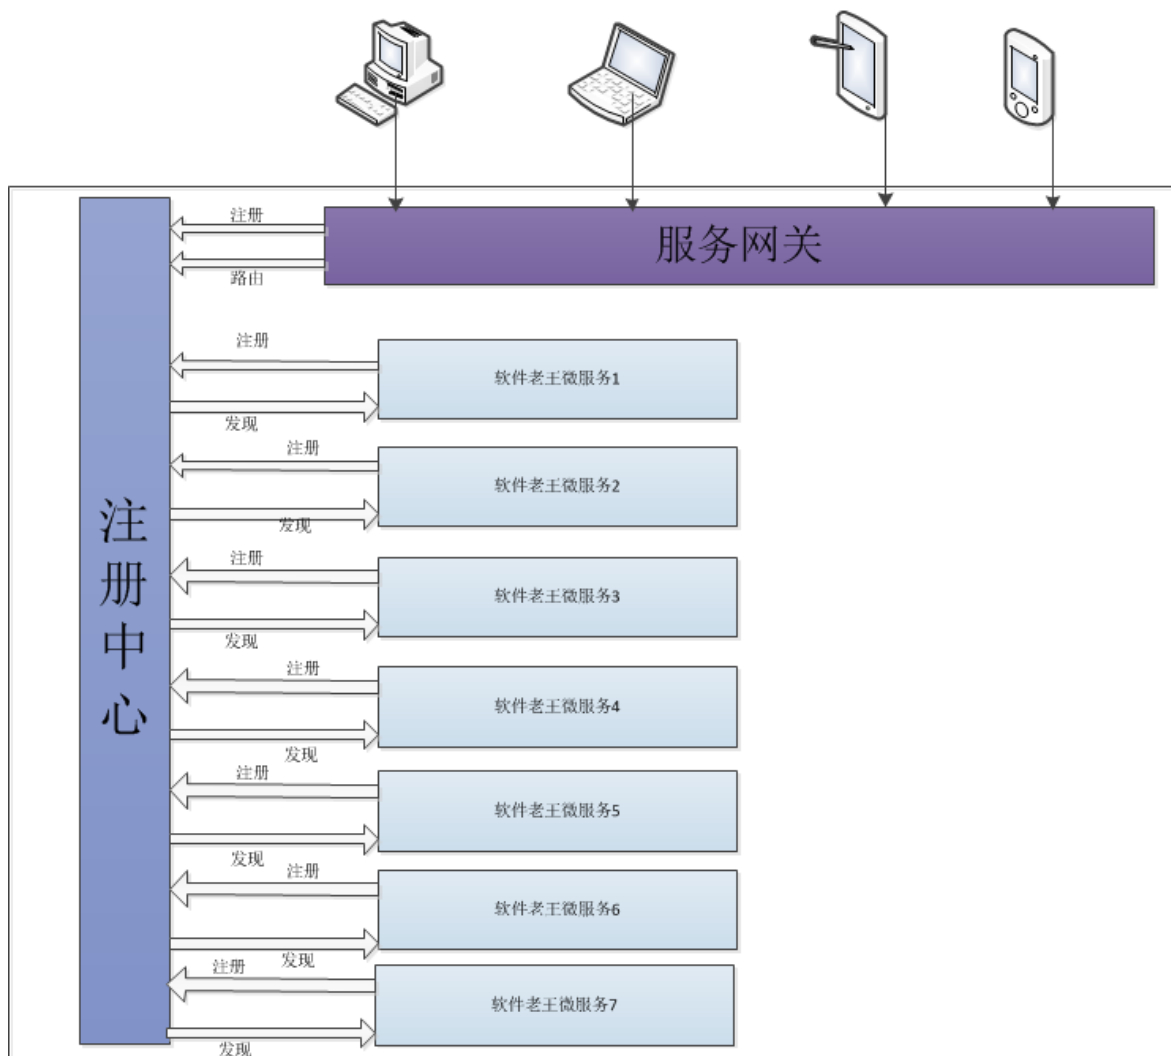 注册
服务网关
路由
注册
软件老王微服务1
发现
注册
软件老王微服务2
发现
注册
软件老王微服务3
发现
注册中心
注册
软件老王微服务4
发现
注册
软件老王微服务5
发现
注册
软件老王微服务6
发现
注册
软件老王微服务7
发现